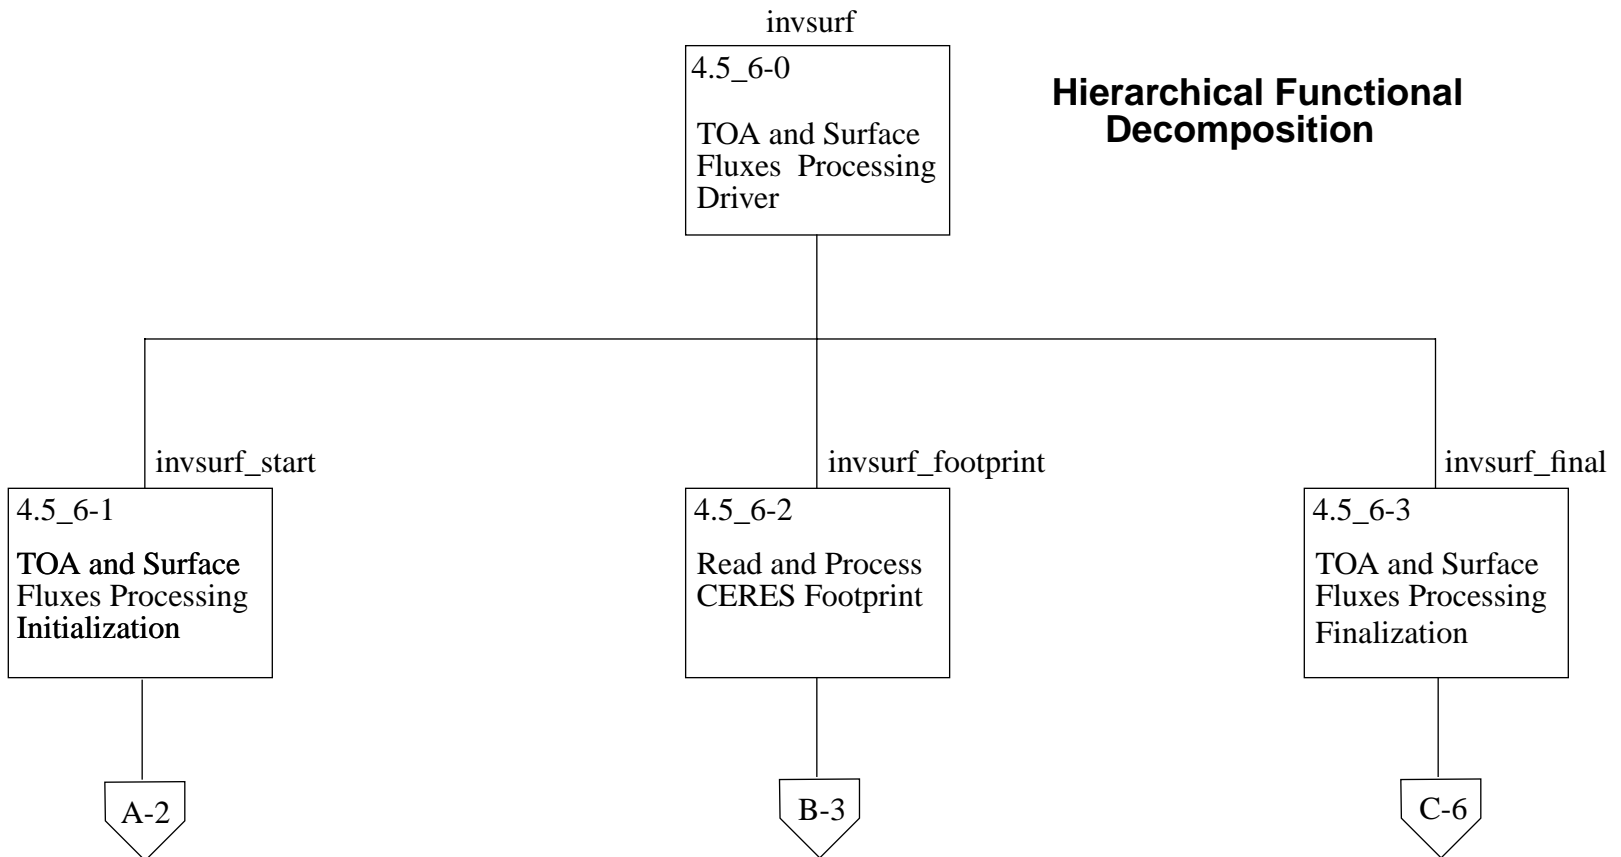 invsurf
4.5_6-0
TOA and Surface
Fluxes Processing
Driver
Hierarchical Functional
Decomposition
invsurf_start
4.5_6-1
TOA and Surface
Fluxes Processing
Initialization
A-2
invsurf_footprint
4.5_6-2
Read and Process
CERES Footprint
B-3
invsurf_final
4.5_6-3
TOA and Surface
Fluxes Processing
Finalization
C-6